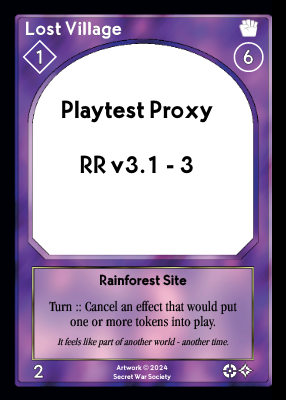 Lost Village
1
6
Playtest Proxy
RR v3.1 - 3
Rainforest Site
Turn :: Cancel an effect that would put
one or more tokens into play.
It feels like part of another world - another time.
2
Artwork © 2024
Secret War Society